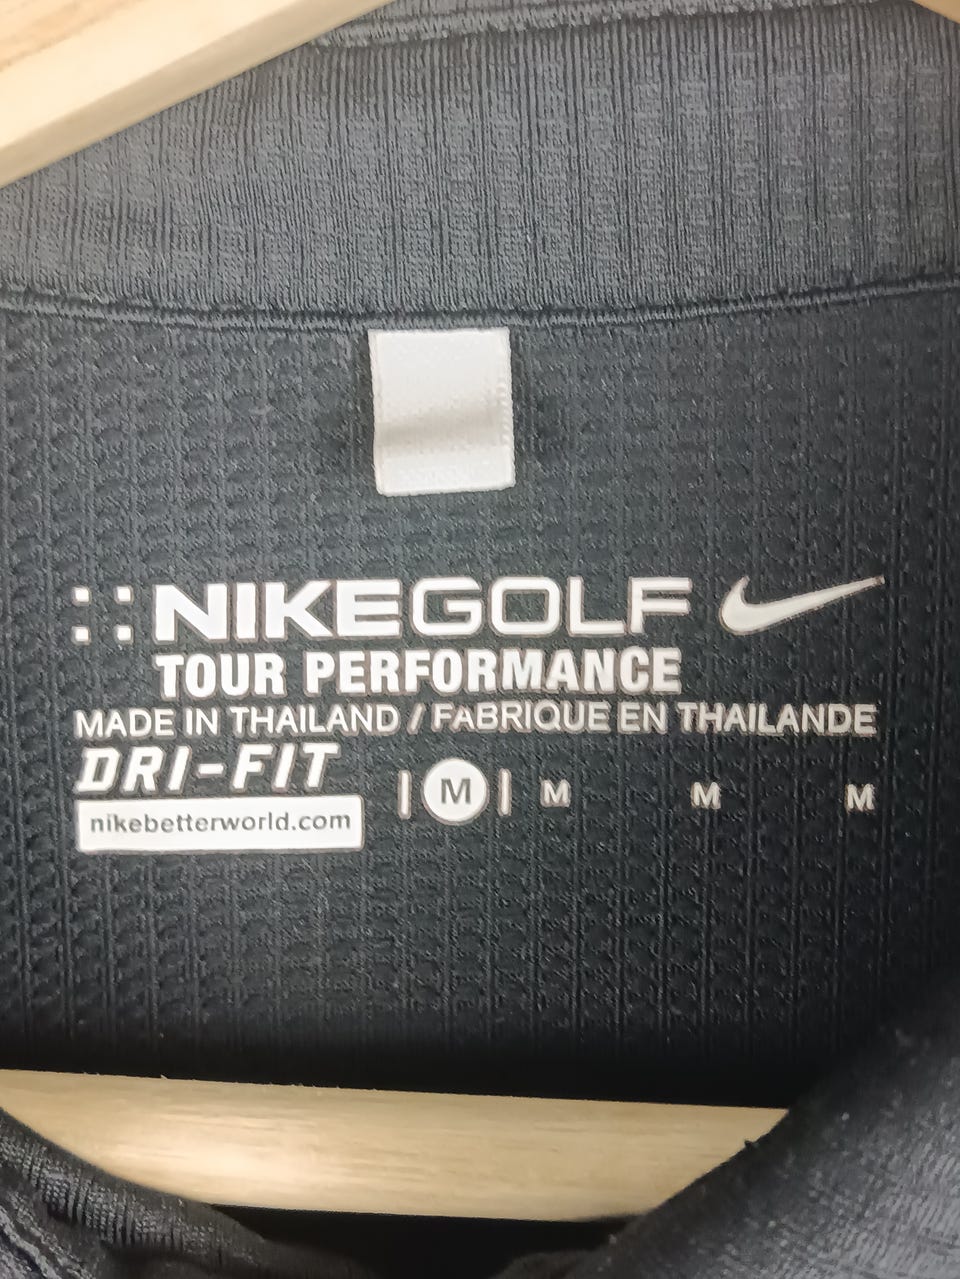 NIKEGOLF
TOUR PERFORMANCE
MADE IN THAILAND / FABRIQUE EN THAILANDE
DRI-FIT
|M| M M M
nikebetterworld.com